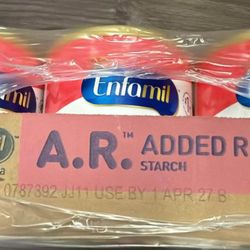 Enfamil
A.R.™ ADDED R
STARCH
0787392 JJ11 USE BY 1 APR 27 B